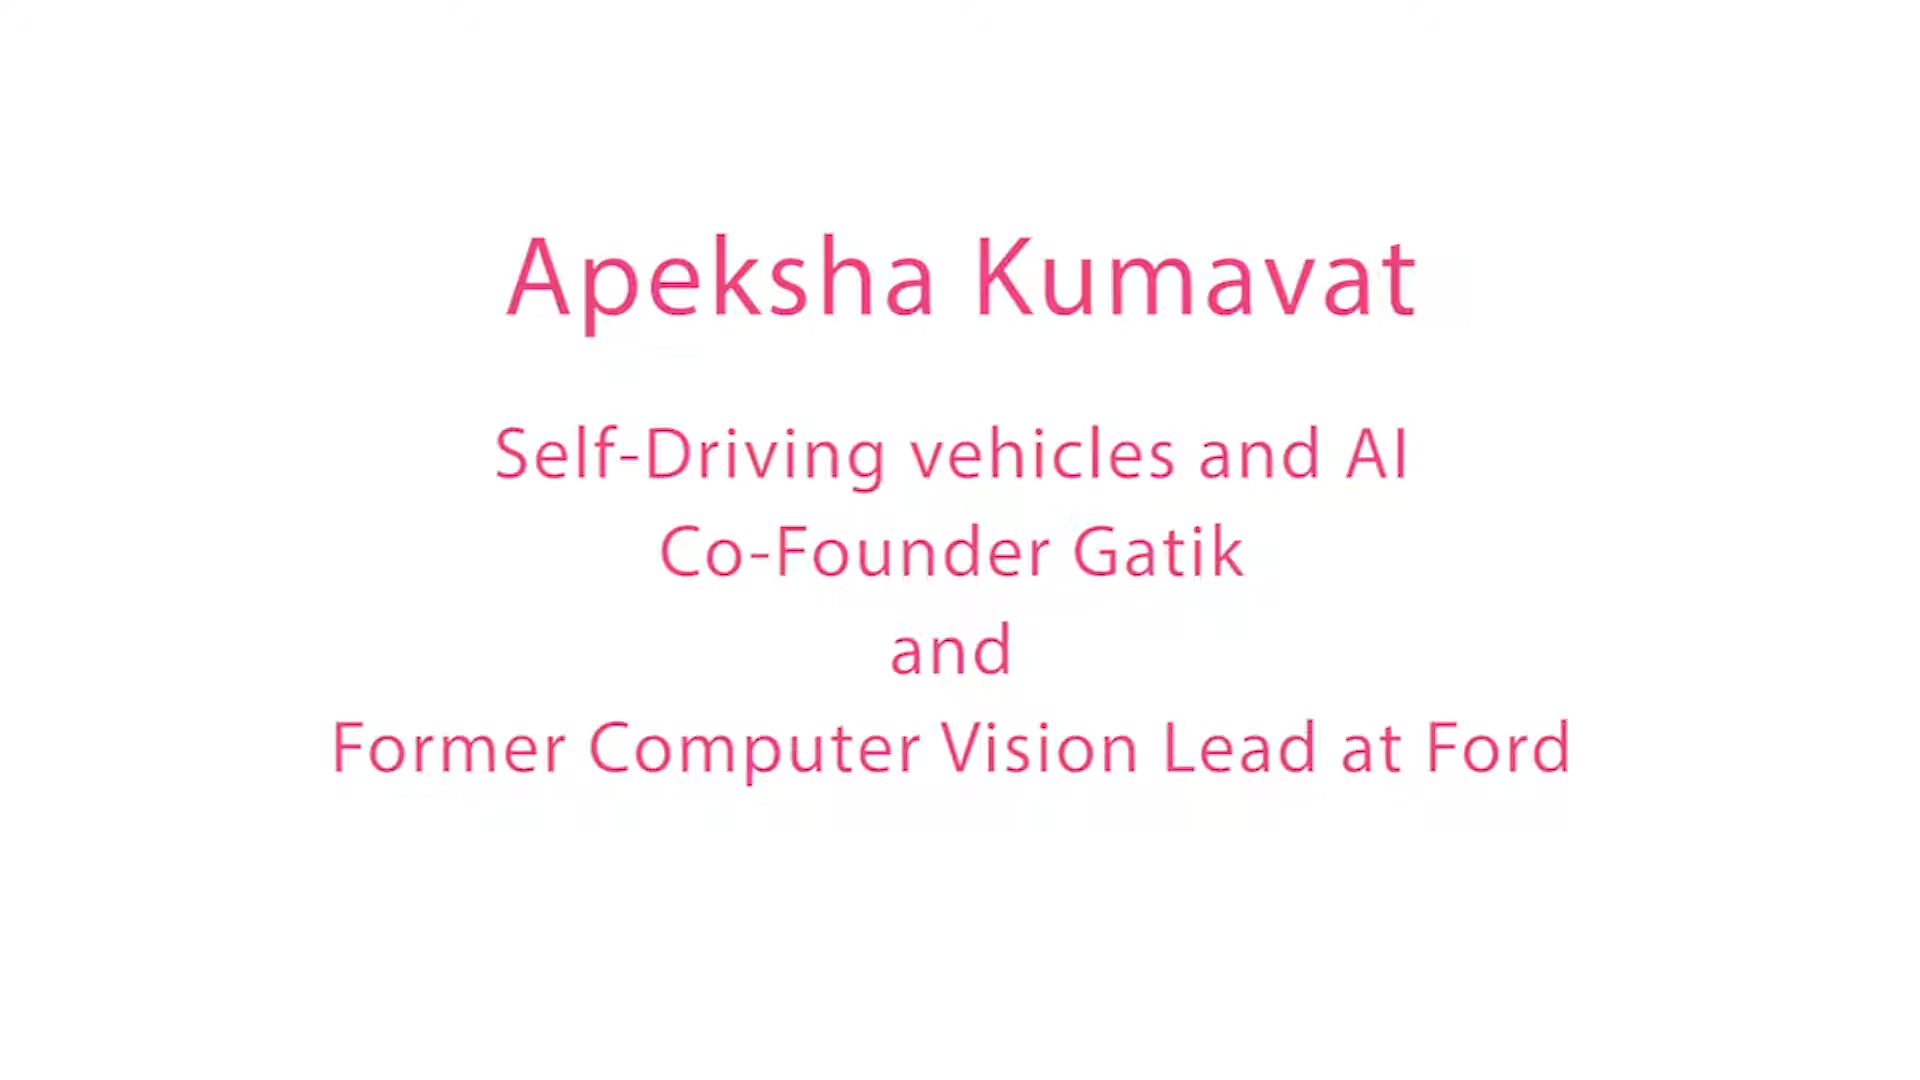 Apeksha Kumavat
Self-Driving vehicles and AI
Co-Founder Gatik
and
Former Computer Vision Lead at Ford